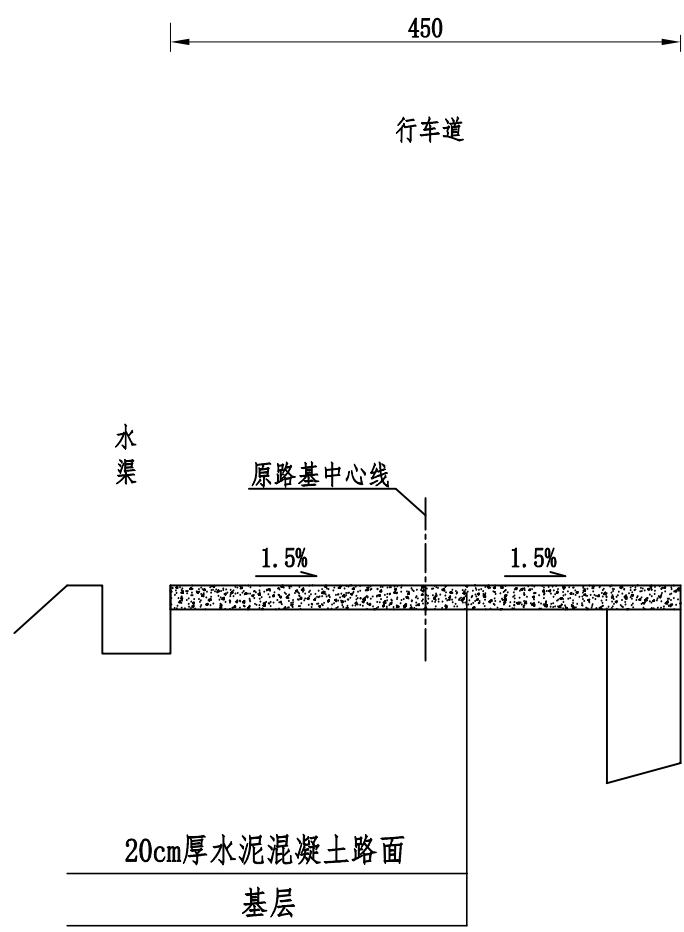 450
行车道
水
渠
原路基中心线
1.5%
1.5%
20cm厚水泥混凝土路面
基层